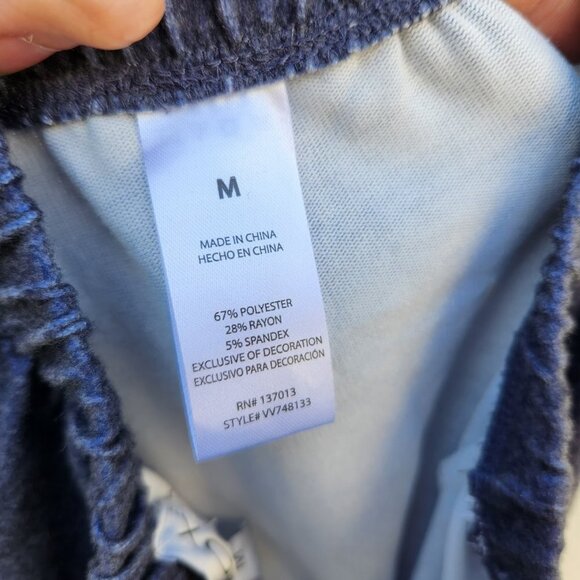 M
MADE IN CHINA
HECHO EN CHINA
67% POLYESTER
28% RAYON
5% SPANDEX
EXCLUSIVE OF DECORATION
EXCLUSIVO PARA DECORACIÓN
RN# 137013
STYLE# VV748133